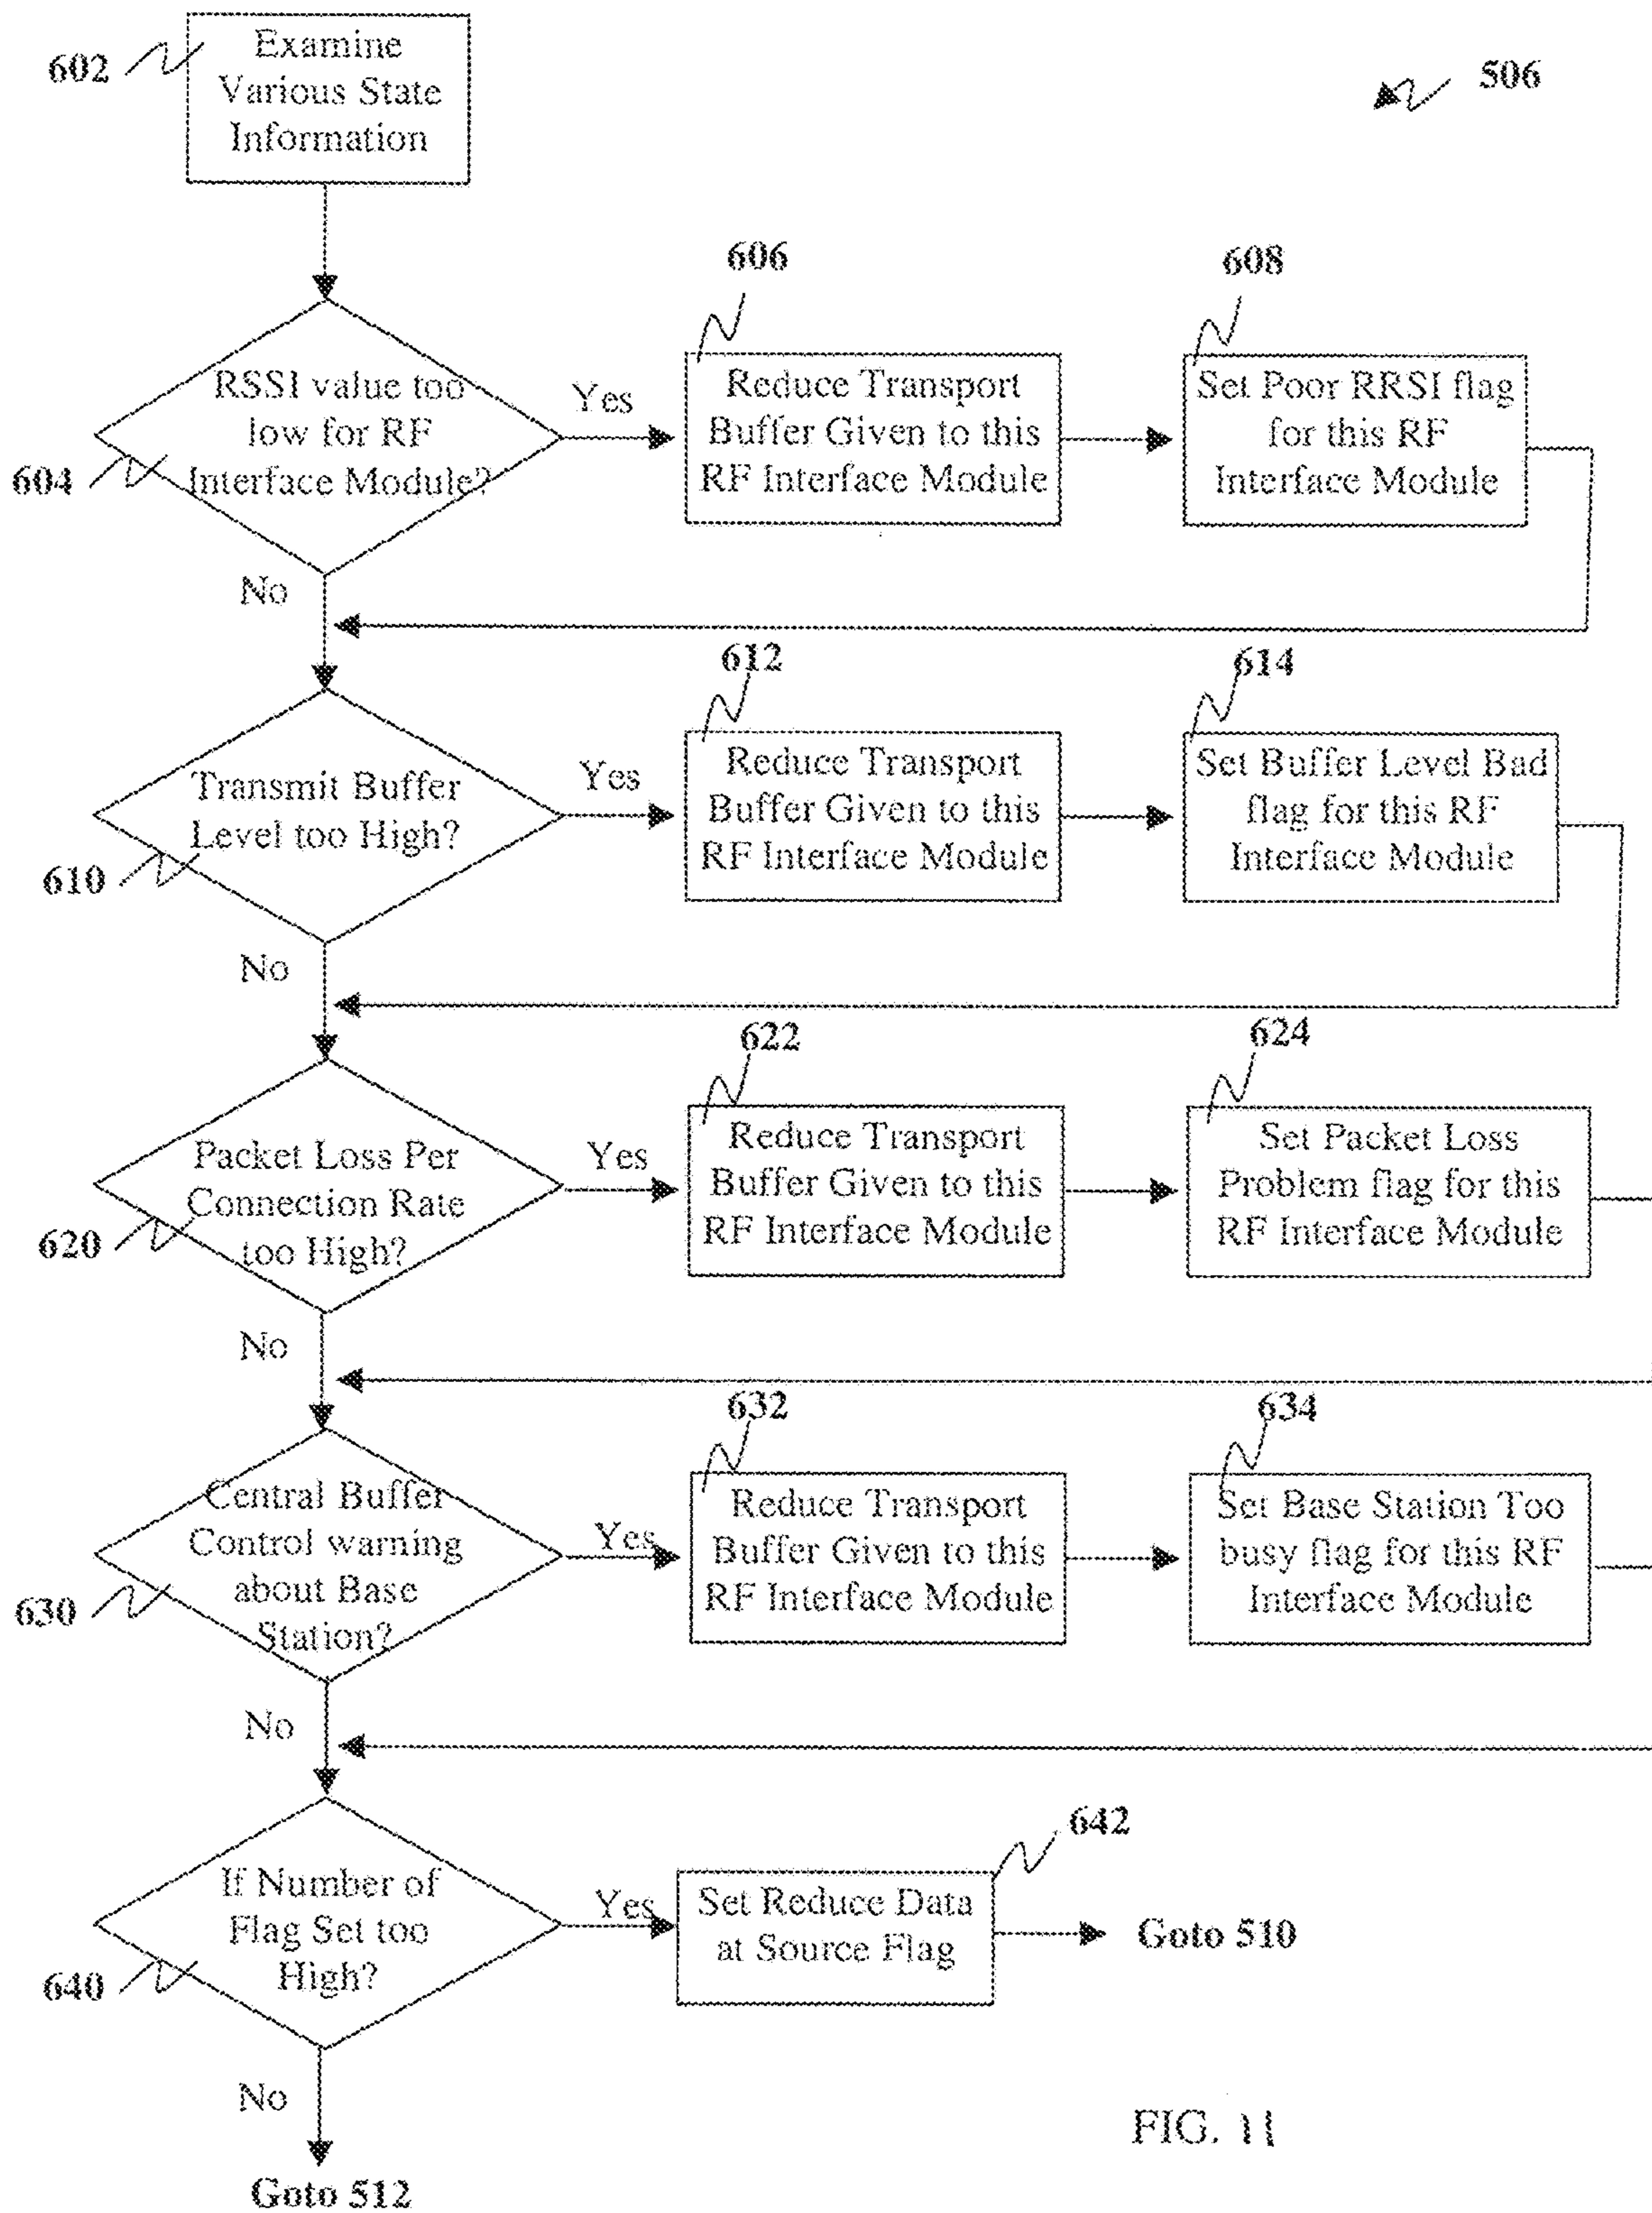 602
Examine
Various State
Information
506
606
608
RSSI value too
low for RF
Interface Module?
604
Yes
Reduce Transport
Buffer Given to this
RF Interface Module
Set Poor RRSI flag
for this RF
Interface Module
No
612
614
Transmit Buffer
Level too High?
610
Yes
Reduce Transport
Buffer Given to this
RF Interface Module
Set Buffer Level Bad
flag for this RF
Interface Module
No
622
624
Packet Loss Per
Connection Rate
too High?
620
Yes
Reduce Transport
Buffer Given to this
RF Interface Module
Set Packet Loss
Problem flag for this
RF Interface Module
No
632
634
Central Buffer
Control warning
about Base
Station?
630
Yes
Reduce Transport
Buffer Given to this
RF Interface Module
Set Base Station Too
busy flag for this RF
Interface Module
No
642
If Number of
Flag Set too
High?
640
Yes
Set Reduce Data
at Source Flag
Goto 510
No
Goto 512
FIG. 11